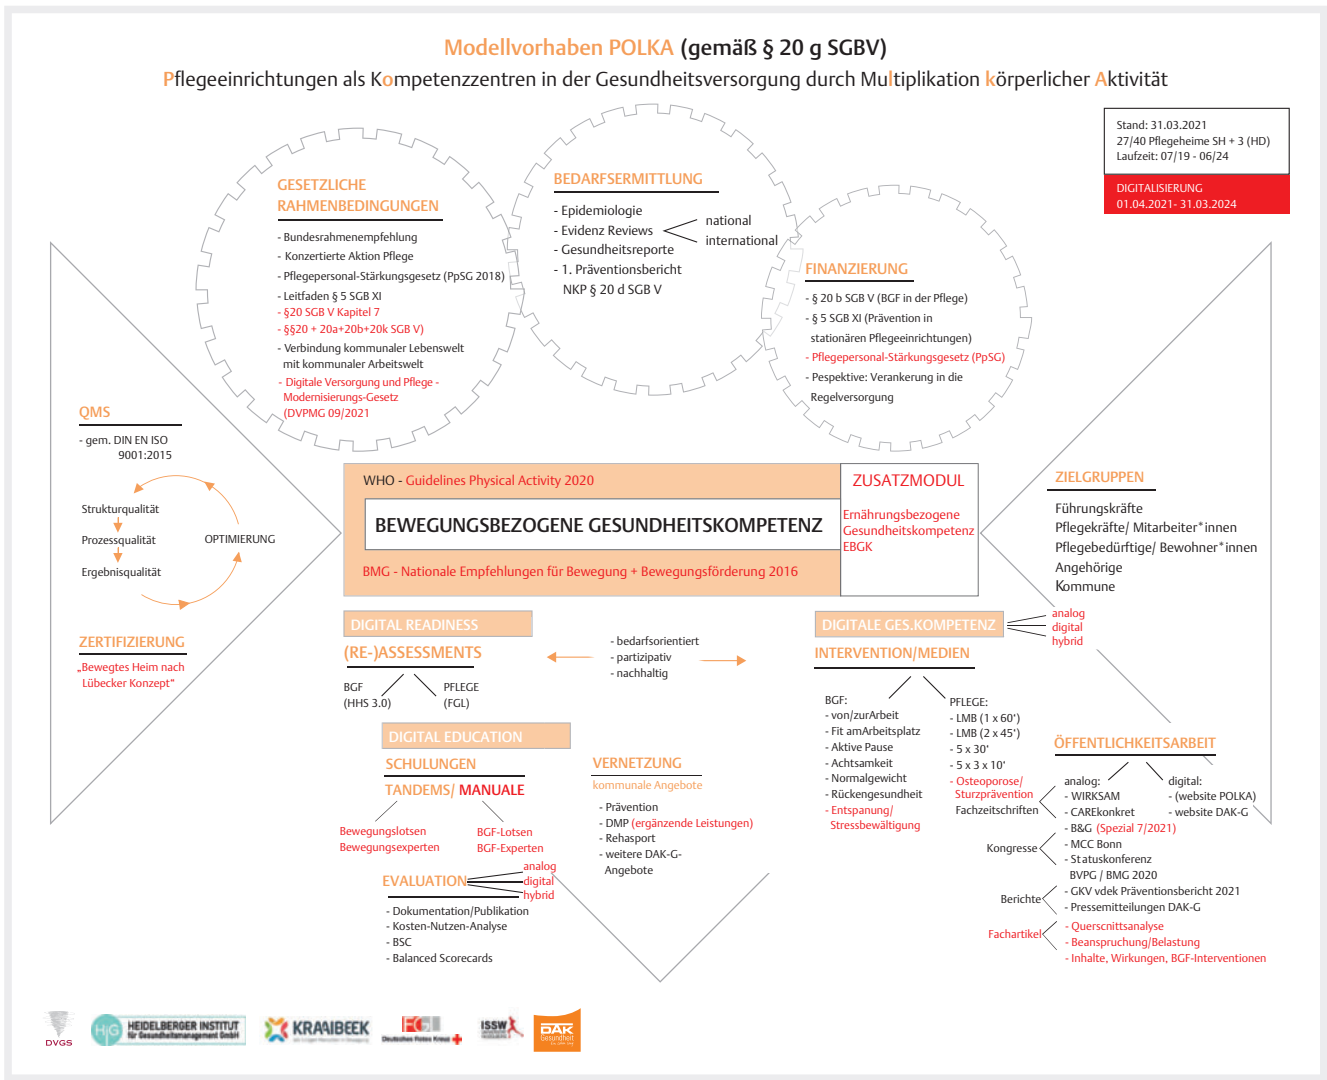 Modellvorhaben POLKA (gemäß § 20 g SGBV)
Pflegeeinrichtungen als Kompetenzzentren in der Gesundheitsversorgung durch Multiplikation körperlicher Aktivität
Stand: 31.03.2021
27/40 Pflegeheime SH + 3 (HD)
Laufzeit: 07/19 - 06/24
DIGITALISIERUNG
01.04.2021- 31.03.2024
GESETZLICHE
RAHMENBEDINGUNGEN
- Bundesrahmenempfehlung
- Konzertierte Aktion Pflege
- Pflegepersonal-Stärkungsgesetz (PpSG 2018)
- Leitfaden § 5 SGB XI
- §20 SGB V Kapitel 7
- §§20 + 20a+20b+20k SGB V)
- Verbindung kommunaler Lebenswelt
mit kommunaler Arbeitswelt
- Digitale Versorgung und Pflege -
Modernisierungs-Gesetz
(DVPMG 09/2021
BEDARFSERMITTLUNG
- Epidemiologie
- Evidenz Reviews
- Gesundheitsreporte
- 1. Präventionsbericht
NKP § 20 d SGB V
national
international
FINANZIERUNG
- § 20 b SGB V (BGF in der Pflege)
- § 5 SGB XI (Prävention in
stationären Pflegeeinrichtungen)
- Pflegepersonal-Stärkungsgesetz (PpSG)
- Pespektive: Verankerung in die
Regelversorgung
QMS
- gem. DIN EN ISO
9001:2015
Strukturqualität
Prozessqualität
Ergebnisqualität
OPTIMIERUNG
ZERTIFIZIERUNG
„Bewegtes Heim nach
Lübecker Konzept“
WHO - Guidelines Physical Activity 2020
BEWEGUNGSBEZOGENE GESUNDHEITSKOMPETENZ
BMG - Nationale Empfehlungen für Bewegung + Bewegungsförderung 2016
ZUSATZMODUL
Ernährungsbezogene
Gesundheitskompetenz
EBGK
ZIELGRUPPEN
Führungskräfte
Pflegekräfte/ Mitarbeiter*innen
Pflegebedürftige/ Bewohner*innen
Angehörige
Kommune
DIGITAL READINESS
(RE-)ASSESSMENTS
BGF
(HHS 3.0)
PFLEGE
(FGL)
- bedarfsorientiert
- partizipativ
- nachhaltig
DIGITALE GES.KOMPETENZ
analog
digital
hybrid
INTERVENTION/MEDIEN
BGF:
- von/zurArbeit
- Fit amArbeitsplatz
- Aktive Pause
- Achtsamkeit
- Normalgewicht
- Rückengesundheit
- Entspanung/
Stressbewältigung
PFLEGE:
- LMB (1 x 60‘)
- LMB (2 x 45‘)
- 5 x 30‘
- 5 x 3 x 10‘
- Osteoporose/
Sturzprävention
DIGITAL EDUCATION
SCHULUNGEN
TANDEMS/ MANUALE
Bewegungslotsen
Bewegungsexperten
BGF-Lotsen
BGF-Experten
EVALUATION
analog
digital
hybrid
- Dokumentation/Publikation
- Kosten-Nutzen-Analyse
- BSC
- Balanced Scorecards
VERNETZUNG
kommunale Angebote
- Prävention
- DMP (ergänzende Leistungen)
- Rehasport
- weitere DAK-G-
Angebote
ÖFFENTLICHKEITSARBEIT
Fachzeitschriften
Kongresse
Berichte
Fachartikel
analog:
- WIRKSAM
- CAREkonkret
- B&G (Spezial 7/2021)
- MCC Bonn
- Statuskonferenz
BVPG / BMG 2020
- GKV vdek Präventionsbericht 2021
- Pressemitteilungen DAK-G
- Querscnittsanalyse
- Beanspruchung/Belastung
- Inhalte, Wirkungen, BGF-Interventionen
digital:
- (website POLKA)
- website DAK-G
DVGS
HIG
HEIDELBERGER INSTITUT
für Gesundheitsmanagement GmbH
KRAAIBEEK
FGL
Deutsches Rotes Kreuz
ISSW
DAK
Gesundheit